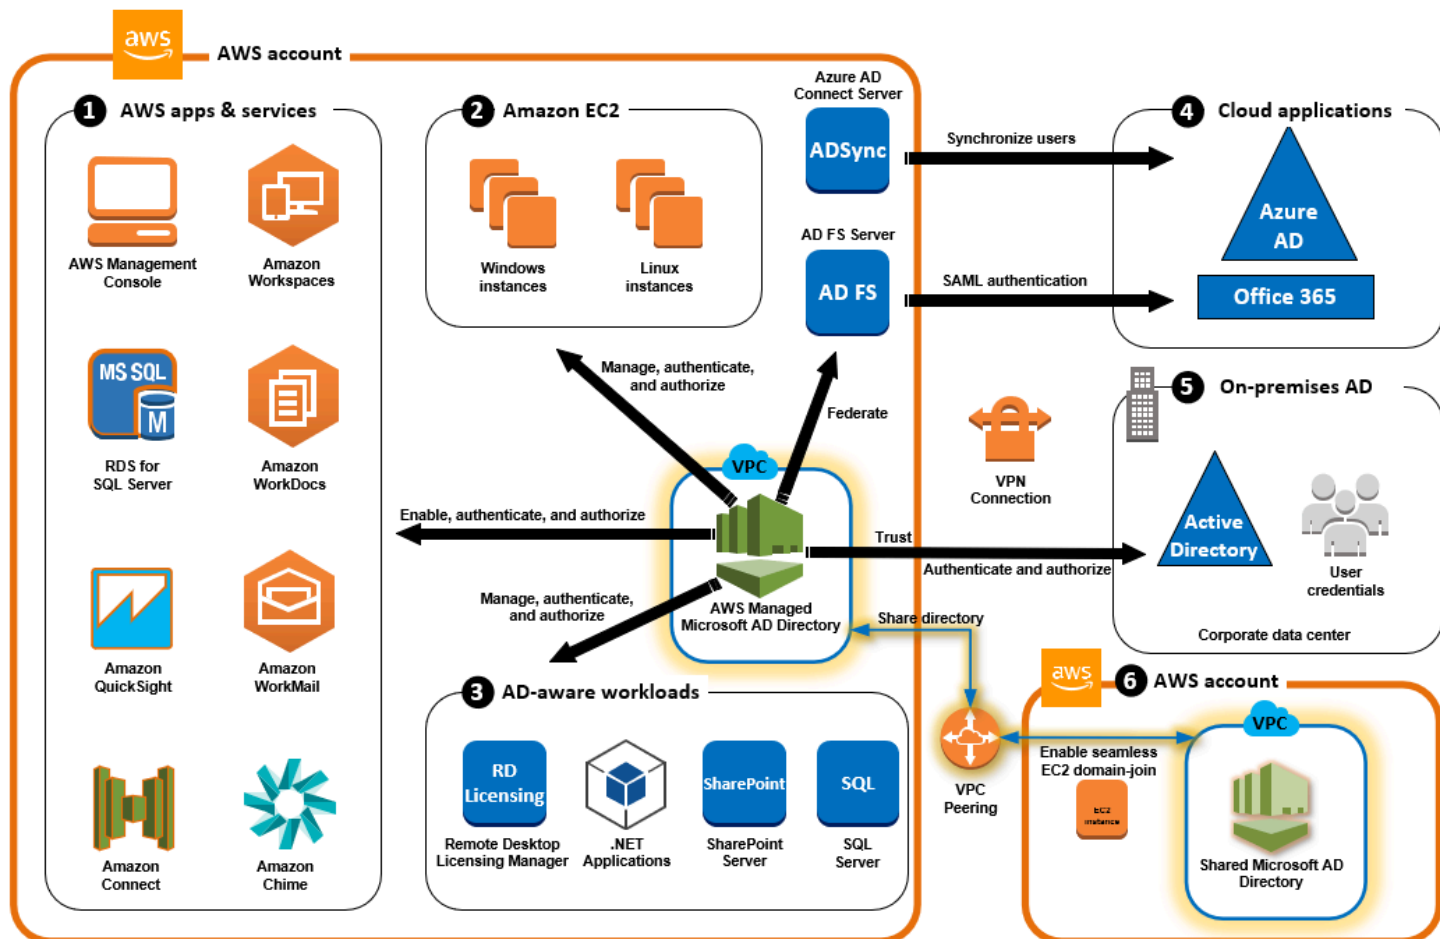 aws
AWS account
1 AWS apps & services
AWS Management
Console
Amazon
Workspaces
MS SQL
M
RDS for
SQL Server
Amazon
WorkDocs
Amazon
QuickSight
Amazon
WorkMail
Amazon
Connect
Amazon
Chime
2 Amazon EC2
Windows
instances
Linux
instances
Azure AD
Connect Server
ADSync
AD FS Server
AD FS
Synchronize users
SAML authentication
4 Cloud applications
Azure
AD
Office 365
Manage, authenticate,
and authorize
Federate
Enable, authenticate, and authorize
Manage, authenticate,
and authorize
VPC
AWS Managed
Microsoft AD Directory
Trust
Authenticate and authorize
VPN
Connection
5 On-premises AD
Active
Directory
User
credentials
Corporate data center
Share directory
3 AD-aware workloads
RD
Licensing
Remote Desktop
Licensing Manager
.NET
Applications
SharePoint
SharePoint
Server
SQL
SQL
Server
VPC
Peering
aws
6 AWS account
Enable seamless
EC2 domain-join
EC2
instance
VPC
Shared Microsoft AD
Directory